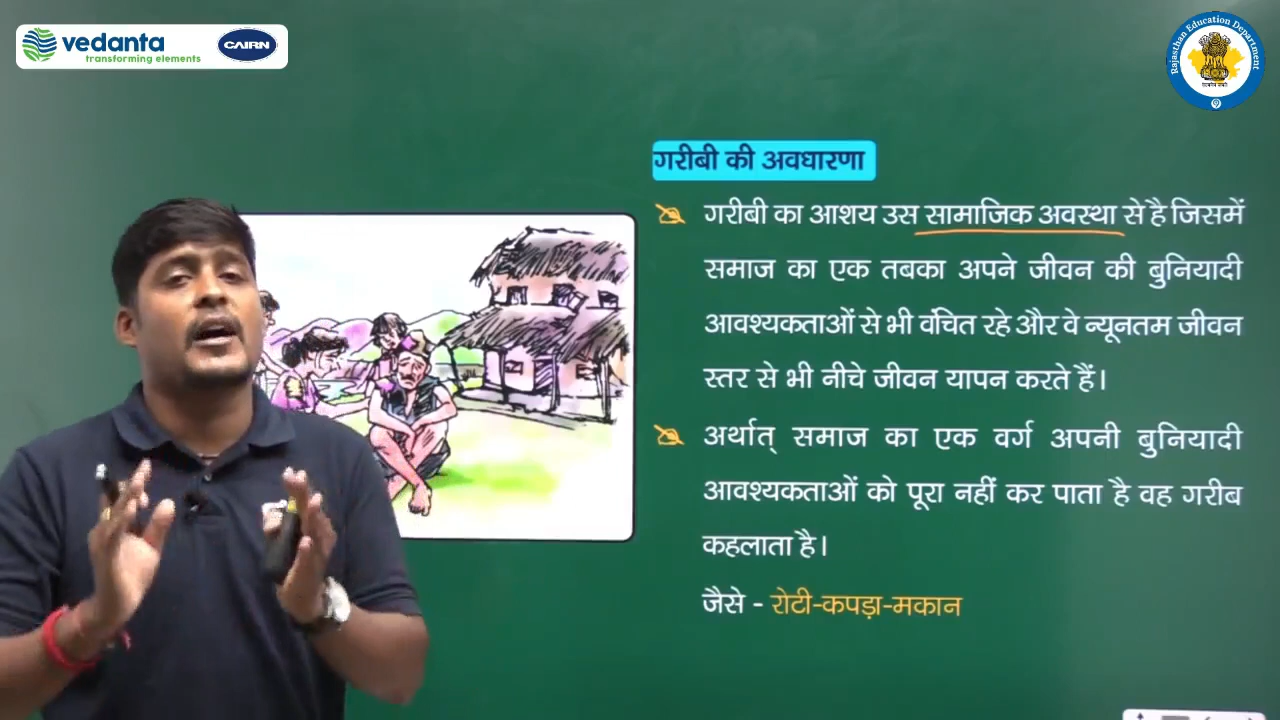 vedanta
transforming elements
CAIRN
Rajasthan Education Department
गरीबी की अवधारणा
गरीबी का आशय उस सामाजिक अवस्था से है जिसमें
समाज का एक तबका अपने जीवन की बुनियादी
आवश्यकताओं से भी वंचित रहे और वे न्यूनतम जीवन
स्तर से भी नीचे जीवन यापन करते हैं।
अर्थात् समाज का एक वर्ग अपनी बुनियादी
आवश्यकताओं को पूरा नहीं कर पाता है वह गरीब
कहलाता है।
जैसे - रोटी-कपड़ा-मकान